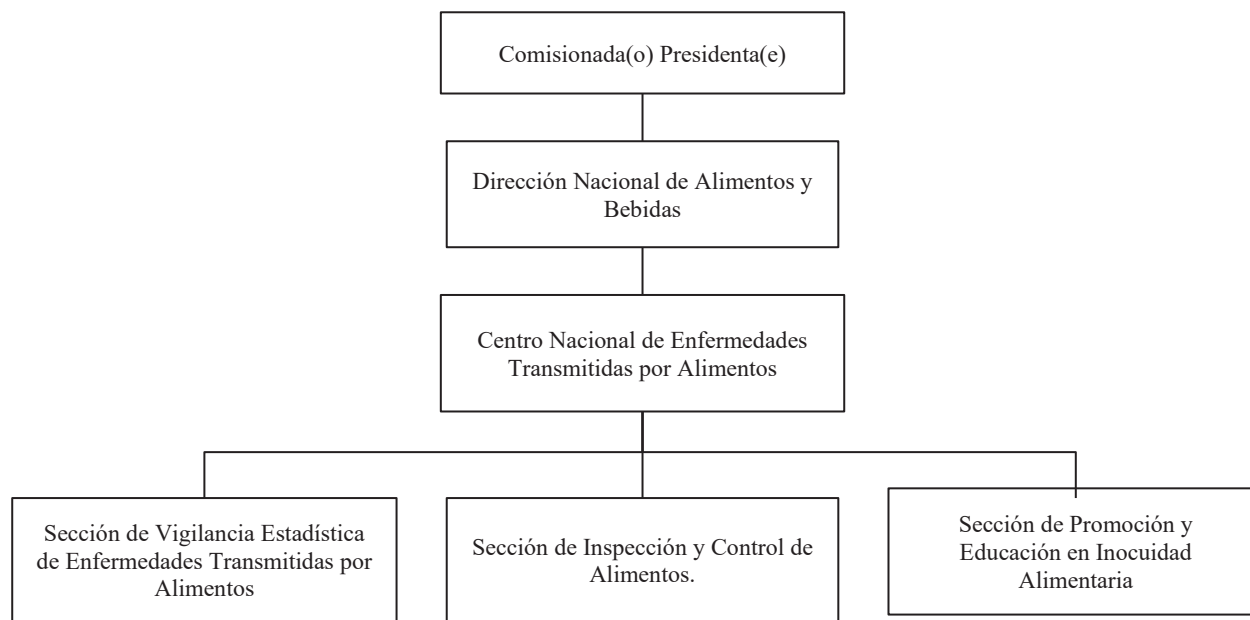 Comisionada(o) Presidenta(e)
Dirección Nacional de Alimentos y
Bebidas
Centro Nacional de Enfermedades
Transmitidas por Alimentos
Sección de Vigilancia Estadística
de Enfermedades Transmitidas por
Alimentos
Sección de Inspección y Control de
Alimentos.
Sección de Promoción y
Educación en Inocuidad
Alimentaria